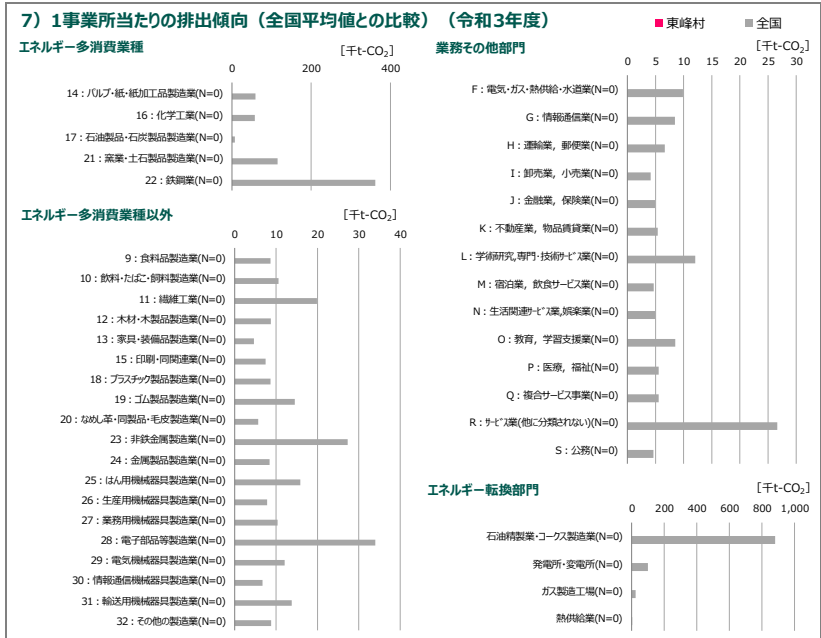 7）1事業所当たりの排出傾向（全国平均値との比較）（令和3年度）
■東峰村 ■全国
エネルギー多消費業種
[千t-CO2]
0 200 400
14：パルプ・紙・紙加工品製造業(N=0)
16：化学工業(N=0)
17：石油製品・石炭製品製造業(N=0)
21：窯業・土石製品製造業(N=0)
22：鉄鋼業(N=0)
エネルギー多消費業種以外
[千t-CO2]
0 10 20 30 40
9：食料品製造業(N=0)
10：飲料・たばこ・飼料製造業(N=0)
11：繊維工業(N=0)
12：木材・木製品製造業(N=0)
13：家具・装備品製造業(N=0)
15：印刷・同関連業(N=0)
18：プラスチック製品製造業(N=0)
19：ゴム製品製造業(N=0)
20：なめし革・同製品・毛皮製造業(N=0)
23：非鉄金属製造業(N=0)
24：金属製品製造業(N=0)
25：はん用機械器具製造業(N=0)
26：生産用機械器具製造業(N=0)
27：業務用機械器具製造業(N=0)
28：電子部品等製造業(N=0)
29：電気機械器具製造業(N=0)
30：情報通信機械器具製造業(N=0)
31：輸送用機械器具製造業(N=0)
32：その他の製造業(N=0)
業務その他部門
[千t-CO2]
0 5 10 15 20 25 30
F：電気・ガス・熱供給・水道業(N=0)
G：情報通信業(N=0)
H：運輸業，郵便業(N=0)
I：卸売業，小売業(N=0)
J：金融業，保険業(N=0)
K：不動産業，物品賃貸業(N=0)
L：学術研究,専門・技術ｻｰﾋﾞｽ業(N=0)
M：宿泊業，飲食サービス業(N=0)
N：生活関連ｻｰﾋﾞｽ業,娯楽業(N=0)
O：教育，学習支援業(N=0)
P：医療，福祉(N=0)
Q：複合サービス事業(N=0)
R：ｻｰﾋﾞｽ業(他に分類されない)(N=0)
S：公務(N=0)
エネルギー転換部門
[千t-CO2]
0 200 400 600 800 1,000
石油精製業・コークス製造業(N=0)
発電所・変電所(N=0)
ガス製造工場(N=0)
熱供給業(N=0)